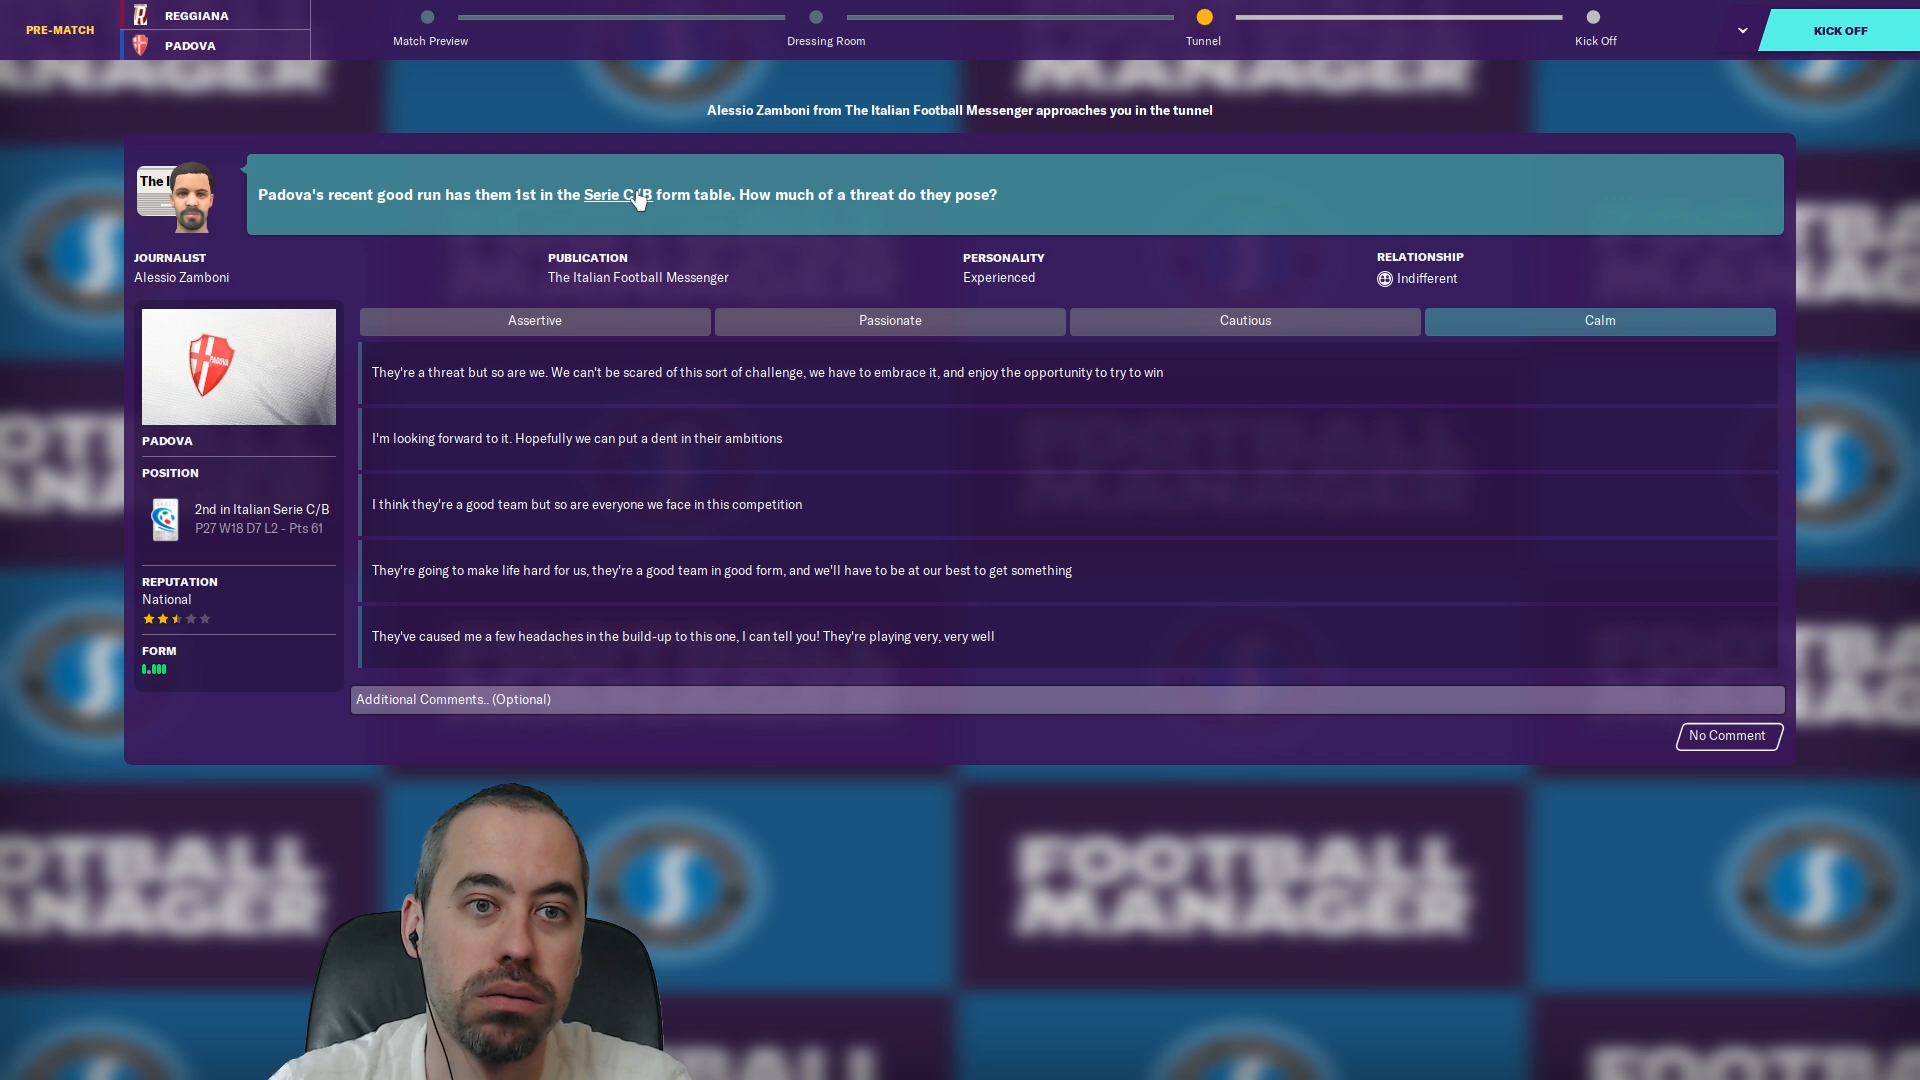 PRE-MATCH
REGGIANA
PADOVA
Match Preview
Dressing Room
Tunnel
Kick Off
KICK OFF
Alessio Zamboni from The Italian Football Messenger approaches you in the tunnel
The I
Padova's recent good run has them 1st in the Serie C/B form table. How much of a threat do they pose?
JOURNALIST
Alessio Zamboni
PUBLICATION
The Italian Football Messenger
PERSONALITY
Experienced
RELATIONSHIP
Indifferent
PADOVA
PADOVA
POSITION
2nd in Italian Serie C/B
P27 W18 D7 L2 - Pts 61
REPUTATION
National
FORM
Assertive
Passionate
Cautious
Calm
They're a threat but so are we. We can't be scared of this sort of challenge, we have to embrace it, and enjoy the opportunity to try to win
I'm looking forward to it. Hopefully we can put a dent in their ambitions
I think they're a good team but so are everyone we face in this competition
They're going to make life hard for us, they're a good team in good form, and we'll have to be at our best to get something
They've caused me a few headaches in the build-up to this one, I can tell you! They're playing very, very well
Additional Comments.. (Optional)
No Comment
FOOTBALL
MANAGER